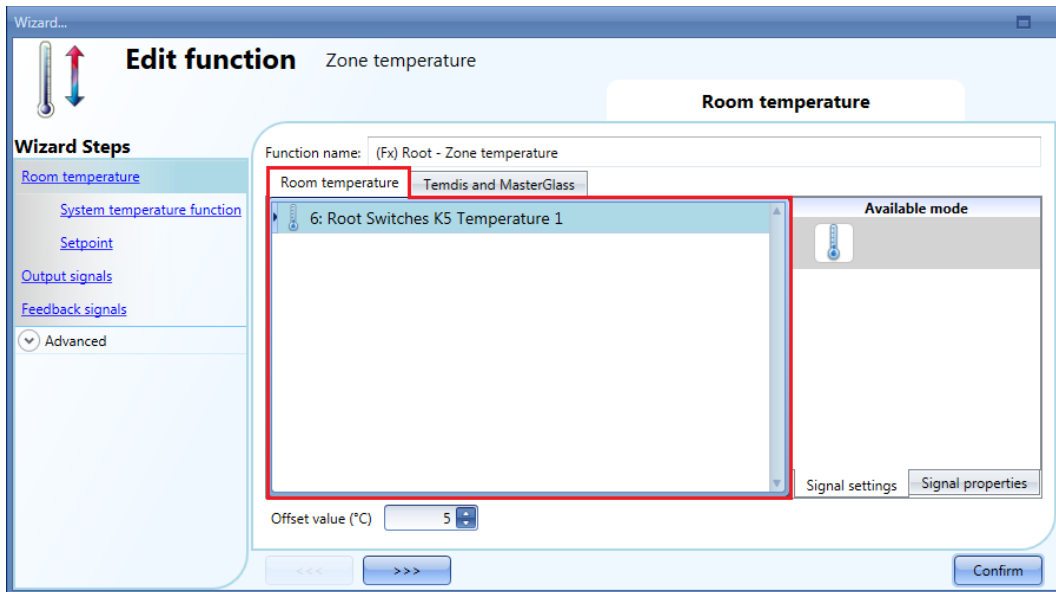 Wizard...
Edit function Zone temperature
Room temperature
Wizard Steps
Room temperature
System temperature function
Setpoint
Output signals
Feedback signals
Advanced
Function name: (Fx) Root - Zone temperature
Room temperature Temdis and MasterGlass
6: Root Switches K5 Temperature 1
Available mode
Signal settings Signal properties
Offset value (°C) 5
<<< >>> Confirm